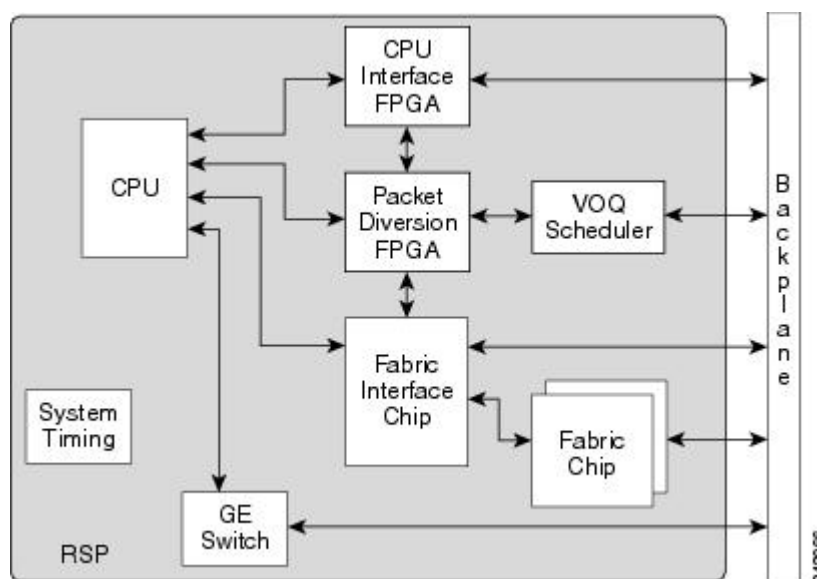 CPU
Interface
FPGA
CPU
Packet
Diversion
FPGA
VOQ
Scheduler
Backplane
Fabric
Interface
Chip
System
Timing
Fabric
Chip
GE
Switch
RSP